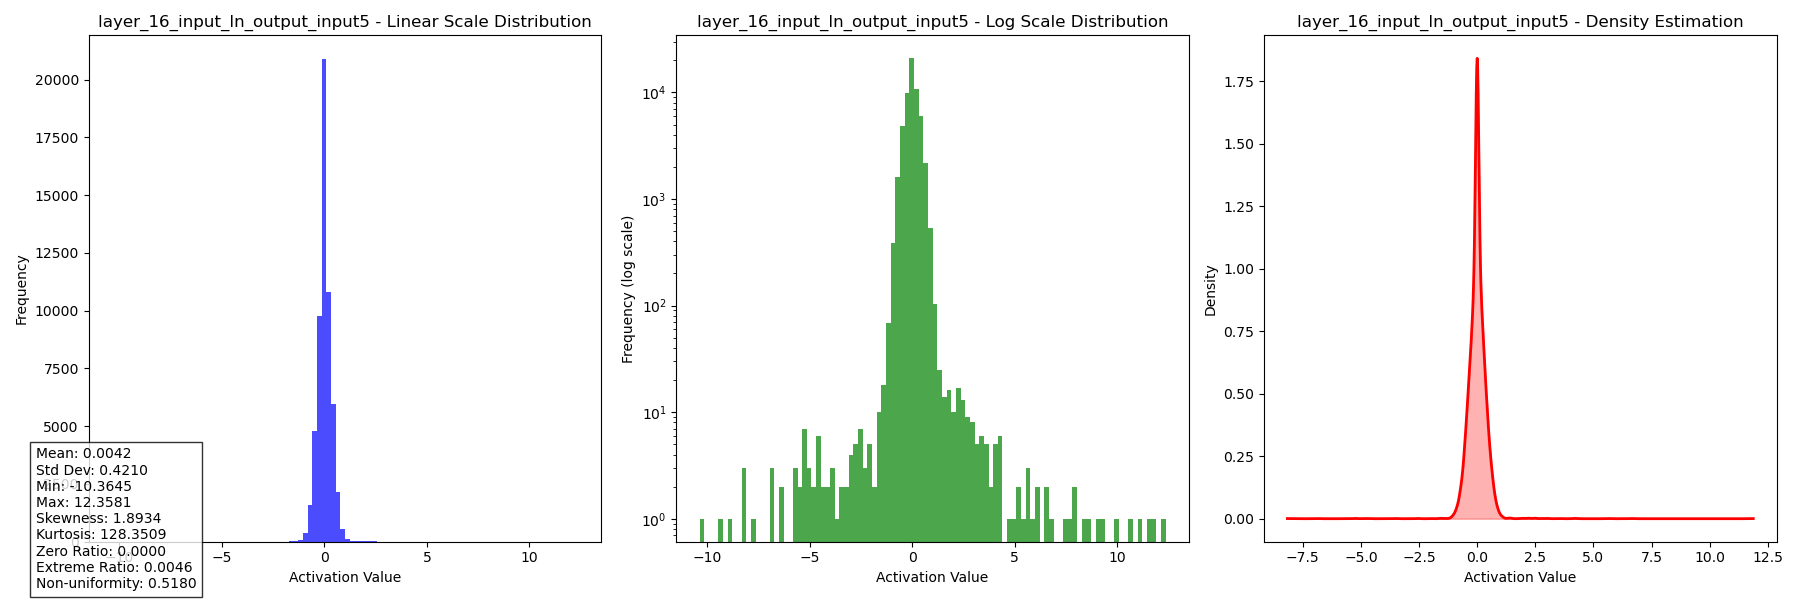 layer_16_input_ln_output_input5 - Linear Scale Distribution
20000
17500
15000
12500
10000
7500
5000
Frequency
−5
0
5
10
Activation Value
Mean: 0.0042
Std Dev: 0.4210
Min: -10.3645
Max: 12.3581
Skewness: 1.8934
Kurtosis: 128.3509
Zero Ratio: 0.0000
Extreme Ratio: 0.0046
Non-uniformity: 0.5180
layer_16_input_ln_output_input5 - Log Scale Distribution
10⁴
10³
10²
10¹
10⁰
Frequency (log scale)
−10
−5
0
5
10
Activation Value
layer_16_input_ln_output_input5 - Density Estimation
1.75
1.50
1.25
1.00
0.75
0.50
0.25
0.00
Density
−7.5
−5.0
−2.5
0.0
2.5
5.0
7.5
10.0
12.5
Activation Value